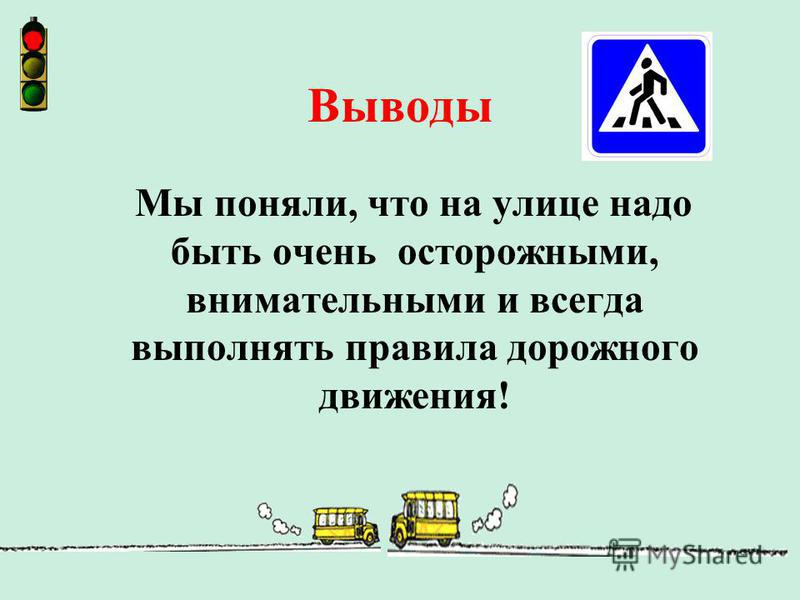 Выводы
Мы поняли, что на улице надо
быть очень  осторожными,
внимательными и всегда
выполнять правила дорожного
движения!
MyShared